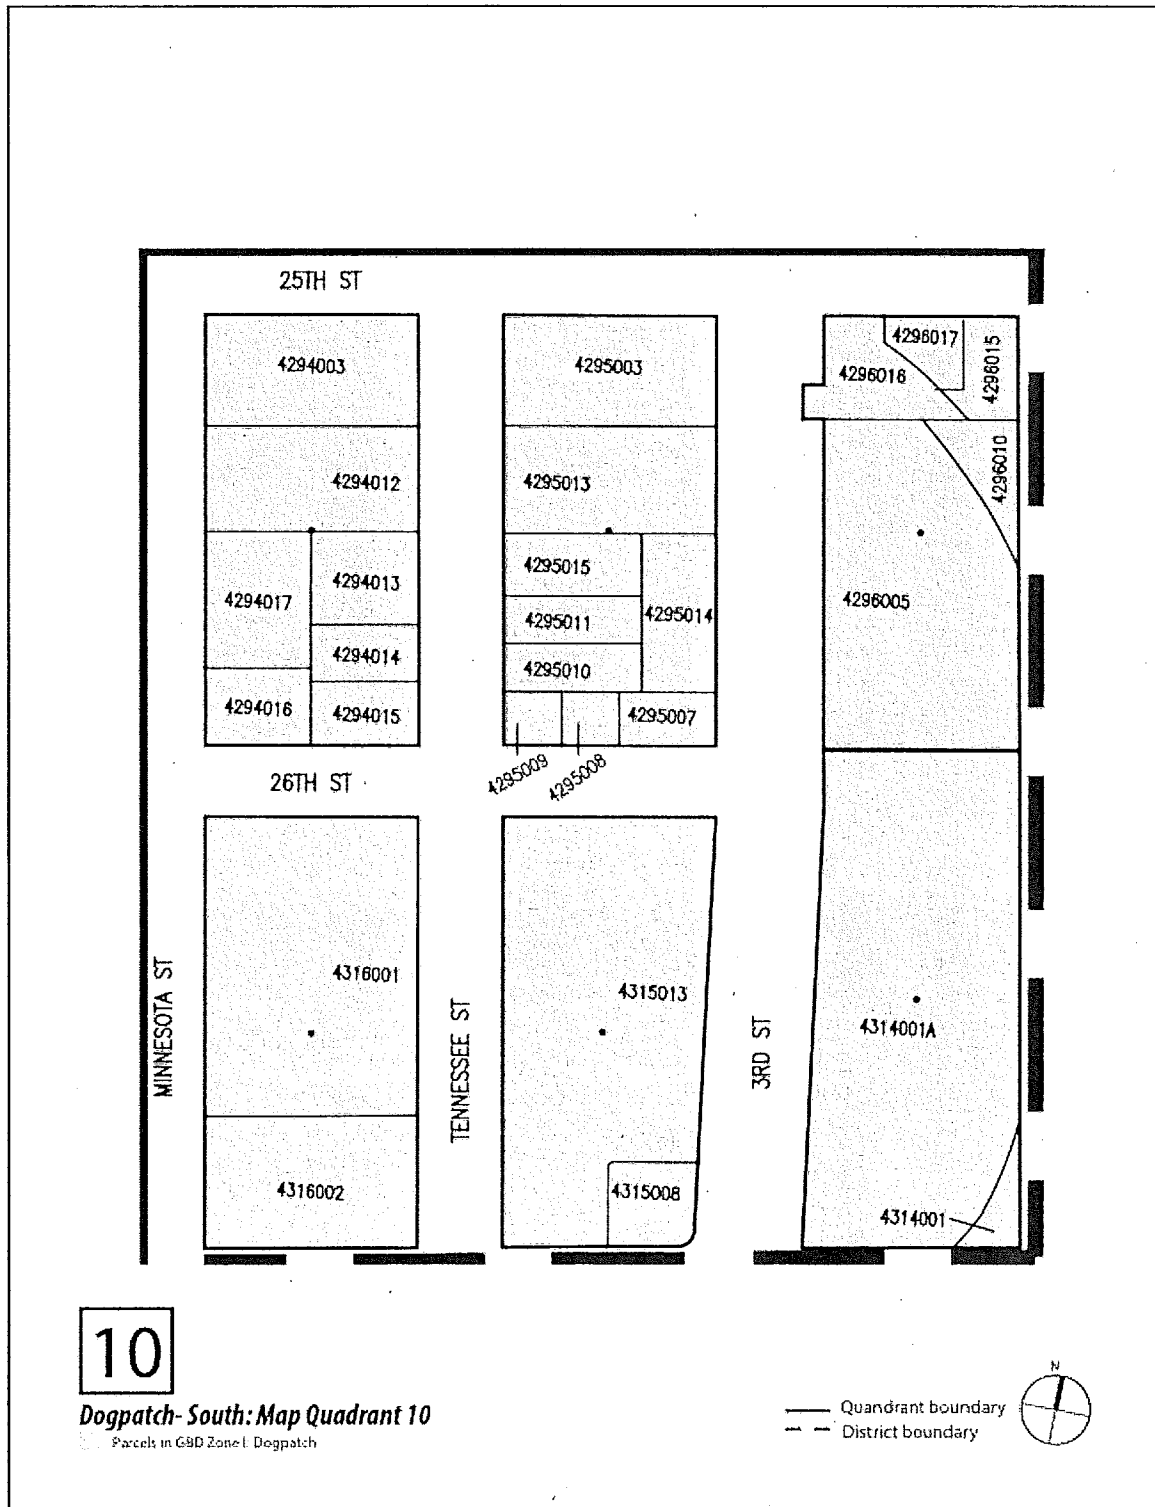 25TH ST
4294003
4295003
4296017
4296016
4296015
4294012
4295013
4296010
4294017
4294013
4295015
4295014
4296005
4295011
4294014
4295010
4294016
4294015
4295007
4295009
4295008
26TH ST
MINNESOTA ST
4316001
TENNESSEE ST
4315013
3RD ST
4314001A
4316002
4315008
4314001
10
Dogpatch- South: Map Quadrant 10
Parcels in GBD Zone I: Dogpatch
N
Quandrant boundary
District boundary